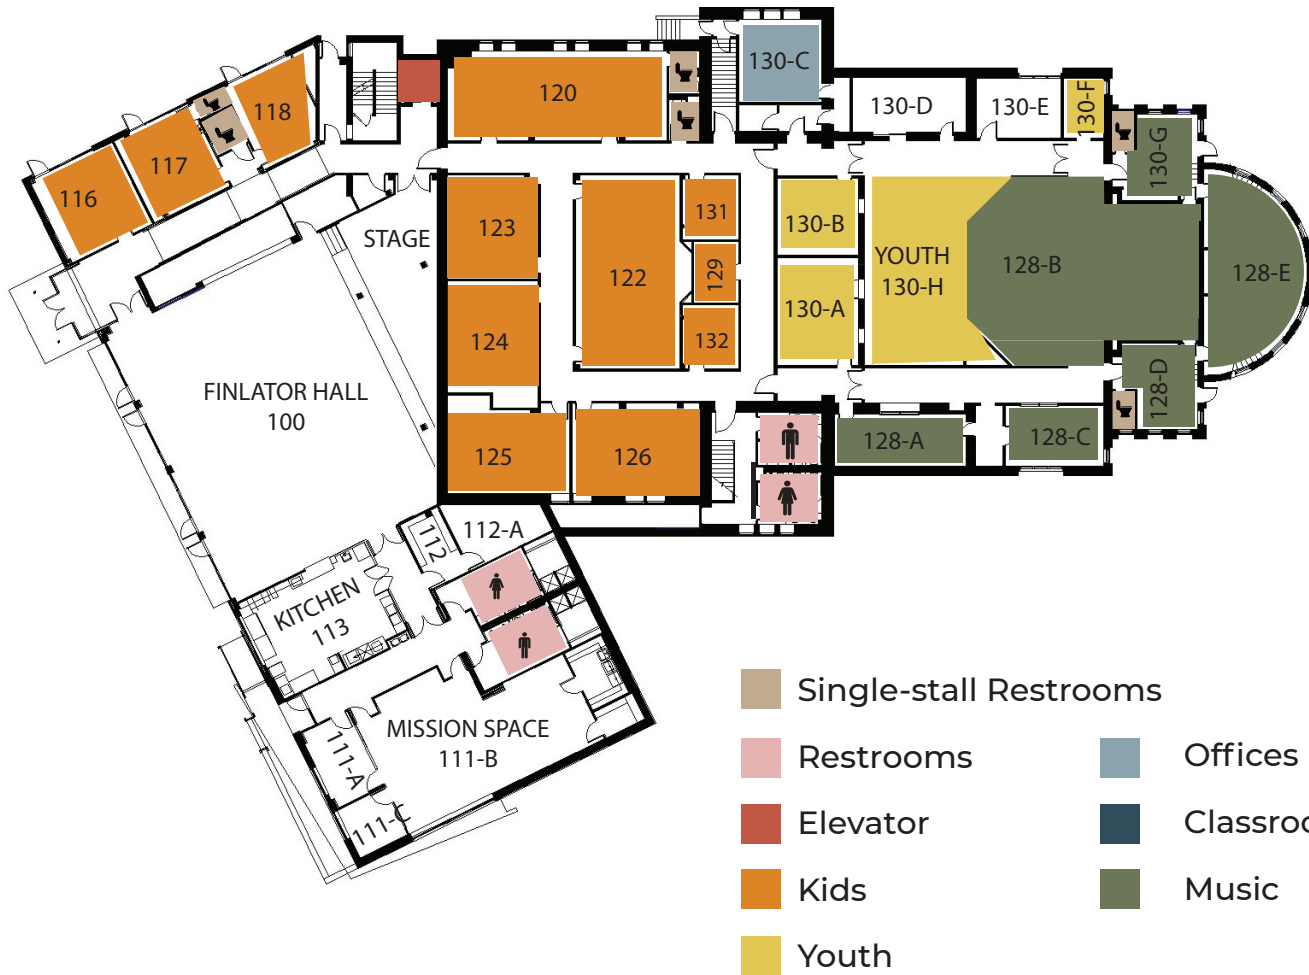 130-C
120
130-D
130-E
130-F
118
117
116
130-G
131
123
STAGE
130-B
YOUTH
130-H
128-B
129
122
128-E
130-A
124
132
FINLATOR HALL
100
128-D
125
126
128-A
128-C
112
112-A
KITCHEN
113
MISSION SPACE
111-B
111-A
111-C
Single-stall Restrooms
Restrooms
Offices
Elevator
Classroo
Kids
Music
Youth